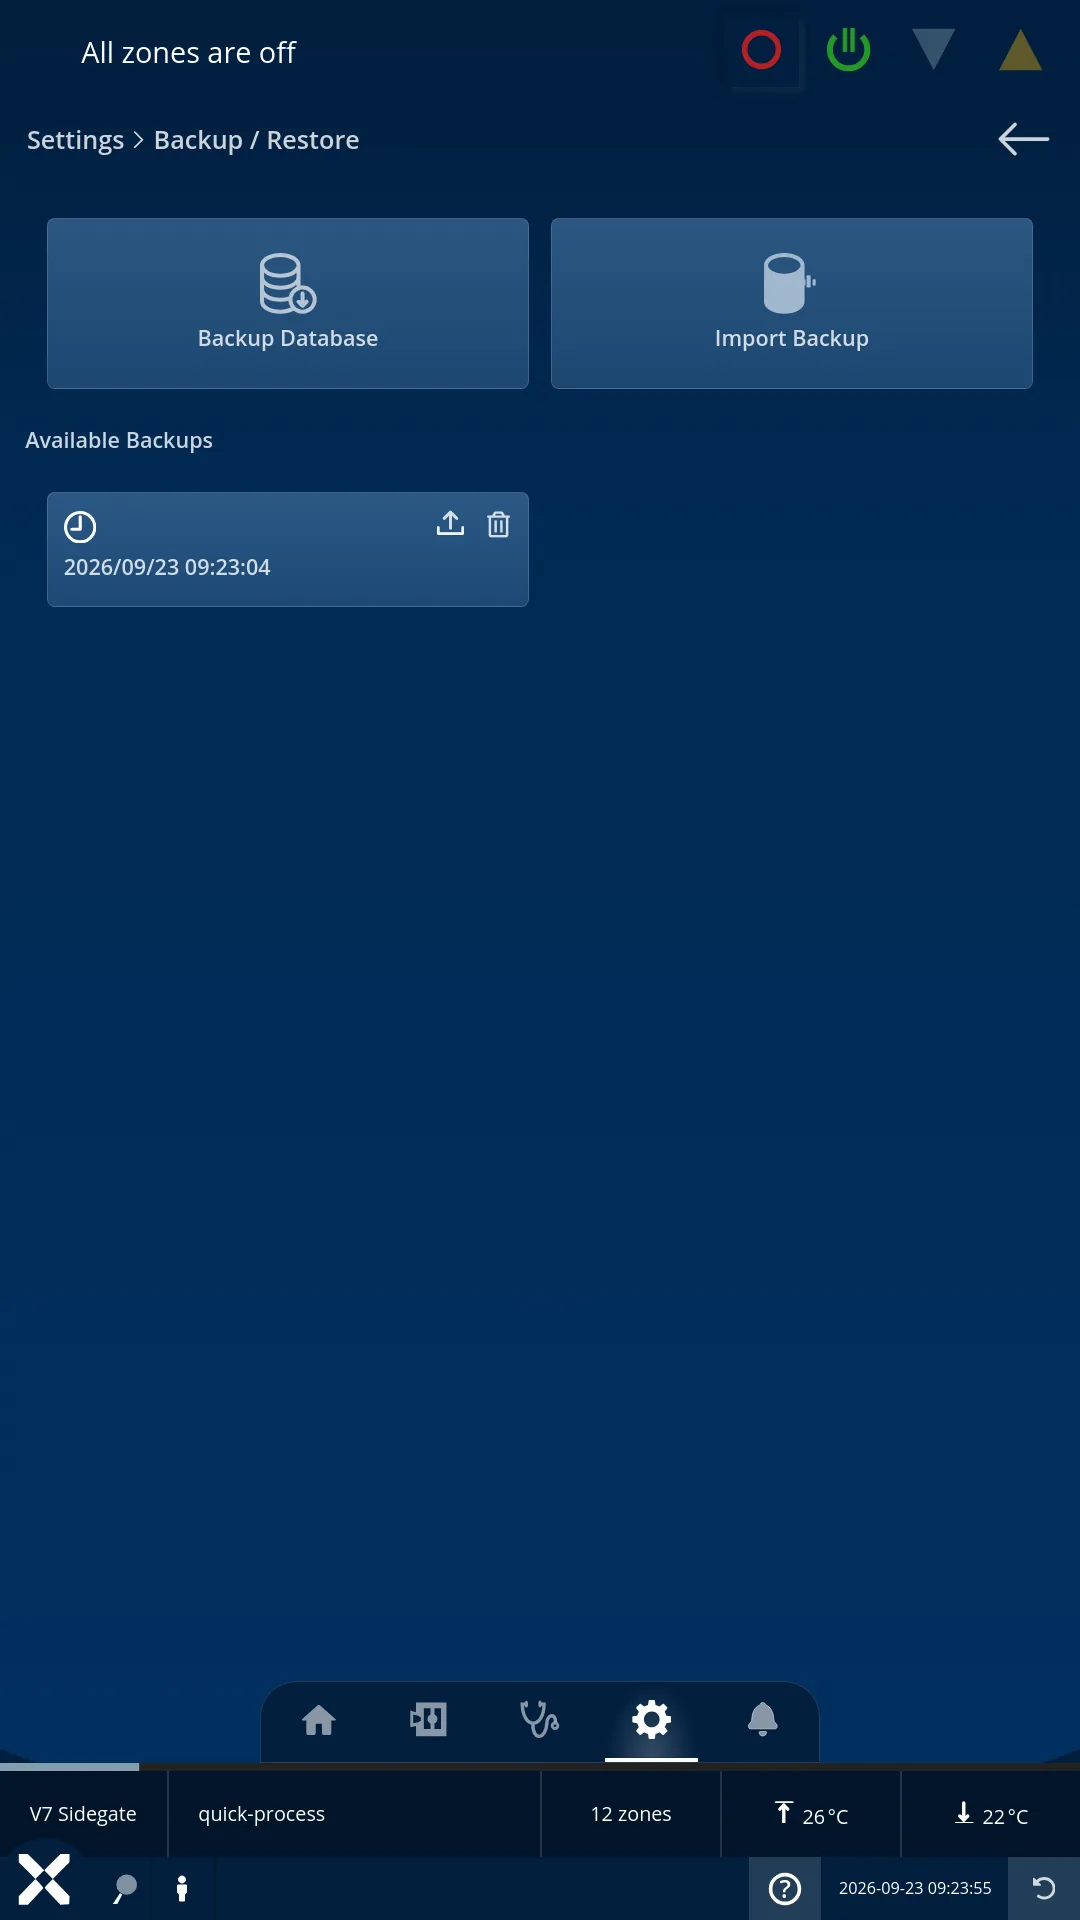 All zones are off
Settings > Backup / Restore
Backup Database
Import Backup
Available Backups
2026/09/23 09:23:04
V7 Sidegate
quick-process
12 zones
26°C
22°C
2026-09-23 09:23:55